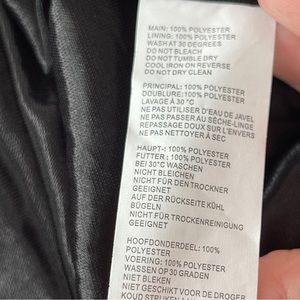 MAIN: 100% POLYESTER
LINING: 100% POLYESTER
WASH AT 30 DEGREES
DO NOT BLEACH
DO NOT TUMBLE DRY
COOL IRON ON REVERSE
DO NOT DRY CLEAN
PRINCIPAL: 100% POLYESTER
DOUBLURE:100% POLYESTER
LAVAGE À 30°C
NE PAS UTILISER D'EAU DE JAVEL
NE PAS PASSER AU SÈCHE-LINGE
REPASSAGE DOUX SUR L'ENVERS
NE PAS NETTOYER À SEC
HAUPT-: 100% POLYESTER
FUTTER : 100% POLYESTER
BEI 30°C WASCHEN
NICHT BLEICHEN
NICHT FÜR DEN TROCKNER
GEEIGNET
AUF DER RÜCKSEITE KÜHL
BÜGELN
NICHT FÜR TROCKENREINIGUNG
GEEIGNET
HOOFDONDERDEEL: 100%
POLYESTER
VOERING: 100% POLYESTER
WASSEN OP 30 GRADEN
NIET BLEKEN
NIET GESCHIKT VOOR DE DROGER
KOUD STRIJKEN